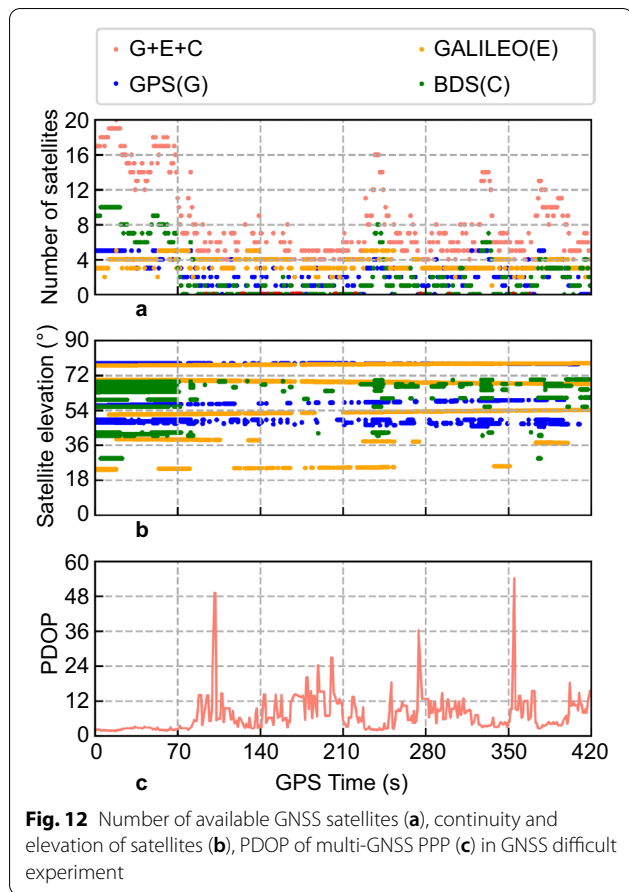 G+E+C GALILEO(E)
GPS(G) BDS(C)
Number of satellites
20
16
12
8
4
0
a
Satellite elevation (°)
90
72
54
36
18
0
b
PDOP
60
48
36
24
12
0
0 70 140 210 280 350 420
c GPS Time (s)
Fig. 12 Number of available GNSS satellites (a), continuity and
elevation of satellites (b), PDOP of multi-GNSS PPP (c) in GNSS difficult
experiment